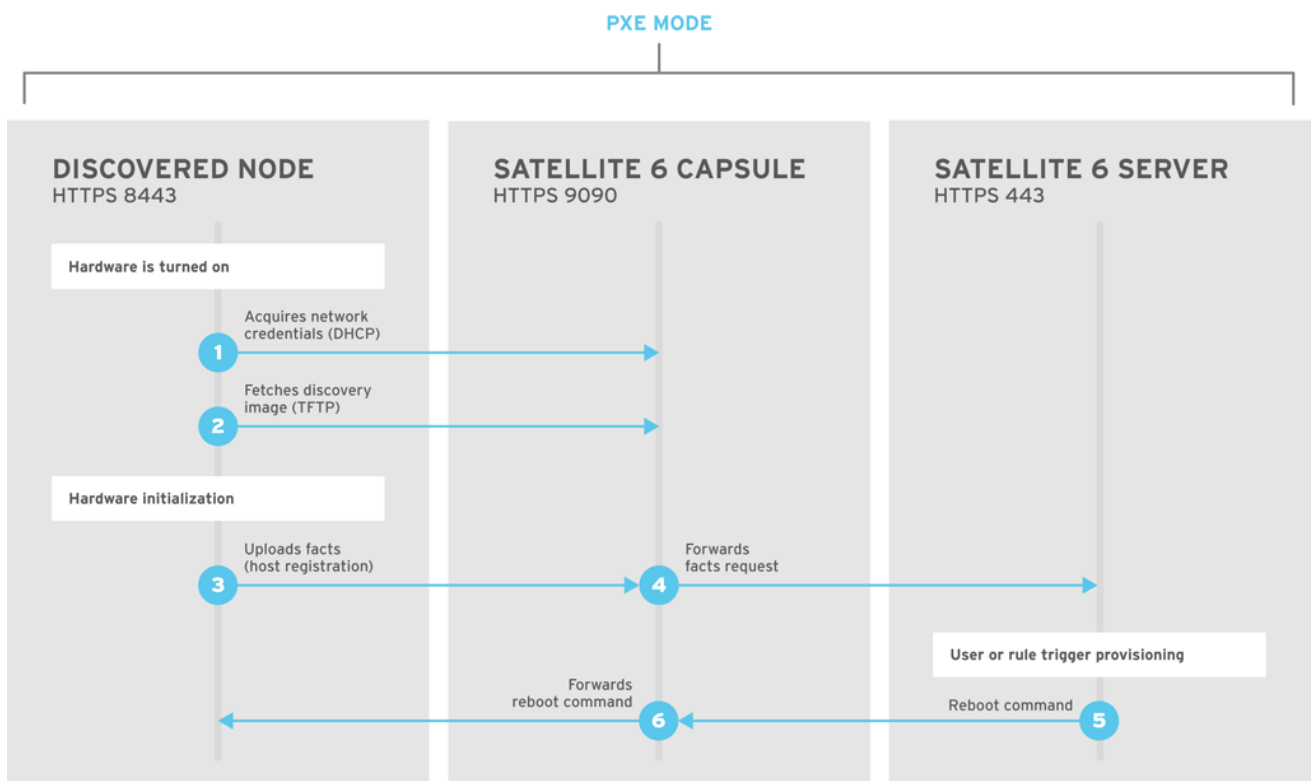 PXE MODE
DISCOVERED NODE
HTTPS 8443
SATELLITE 6 CAPSULE
HTTPS 9090
SATELLITE 6 SERVER
HTTPS 443
Hardware is turned on
Acquires network
credentials (DHCP)
1
Fetches discovery
image (TFTP)
2
Hardware initialization
Uploads facts
(host registration)
3
Forwards
facts request
4
User or rule trigger provisioning
Reboot command
5
Forwards
reboot command
6